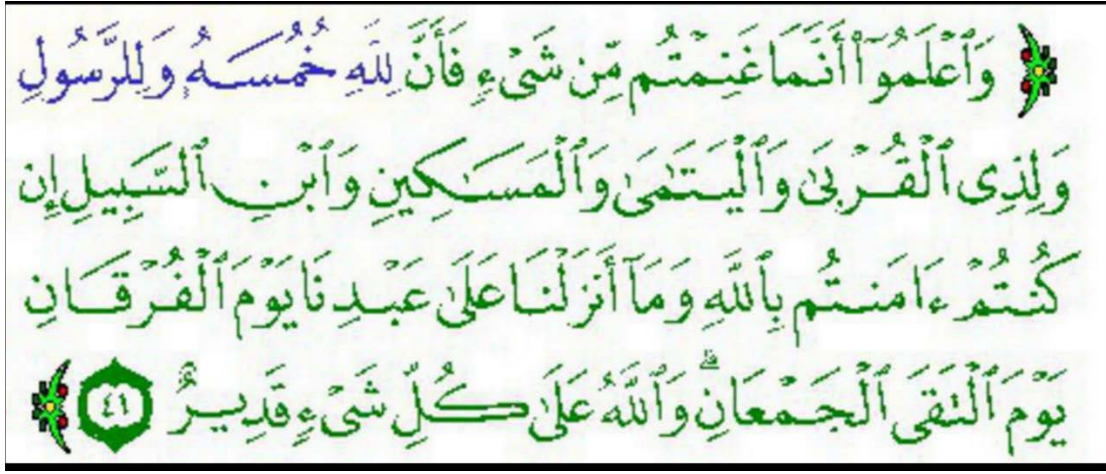 وَٱعۡلَمُوٓاْ أَنَّمَا غَنِمۡتُم مِّن شَيۡءٖ فَأَنَّ لِلَّهِ خُمُسَهُۥ وَلِلرَّسُولِ
وَلِذِي ٱلۡقُرۡبَىٰ وَٱلۡيَتَٰمَىٰ وَٱلۡمَسَٰكِينِ وَٱبۡنِ ٱلسَّبِيلِ إِن
كُنتُمۡ ءَامَنتُم بِٱللَّهِ وَمَآ أَنزَلۡنَا عَلَىٰ عَبۡدِنَا يَوۡمَ ٱلۡفُرۡقَانِ
يَوۡمَ ٱلۡتَقَى ٱلۡجَمۡعَانِۗ وَٱللَّهُ عَلَىٰ كُلِّ شَيۡءٖ قَدِيرٌ ٤١